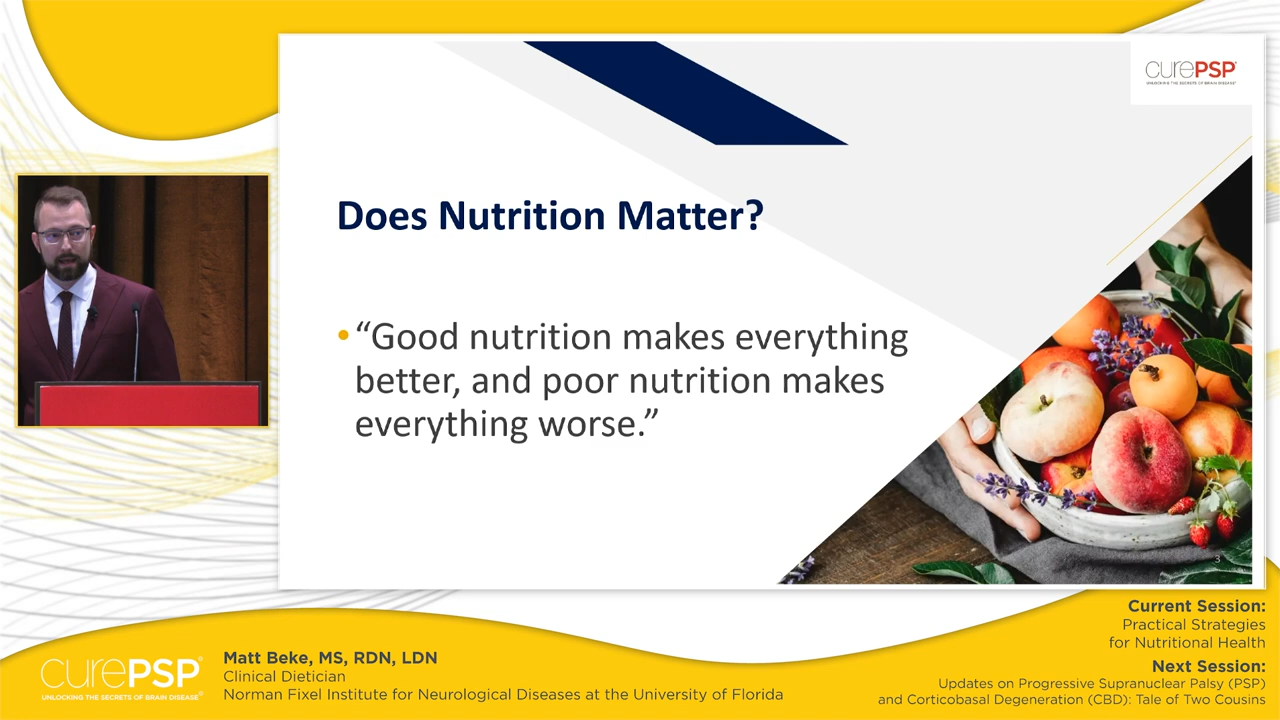 curePSP
UNLOCKING THE SECRETS OF BRAIN DISEASE
Does Nutrition Matter?
• “Good nutrition makes everything
better, and poor nutrition makes
everything worse.”
3
Current Session:
Practical Strategies
for Nutritional Health
Next Session:
Updates on Progressive Supranuclear Palsy (PSP)
and Corticobasal Degeneration (CBD): Tale of Two Cousins
curePSP®
UNLOCKING THE SECRETS OF BRAIN DISEASE®
Matt Beke, MS, RDN, LDN
Clinical Dietician
Norman Fixel Institute for Neurological Diseases at the University of Florida